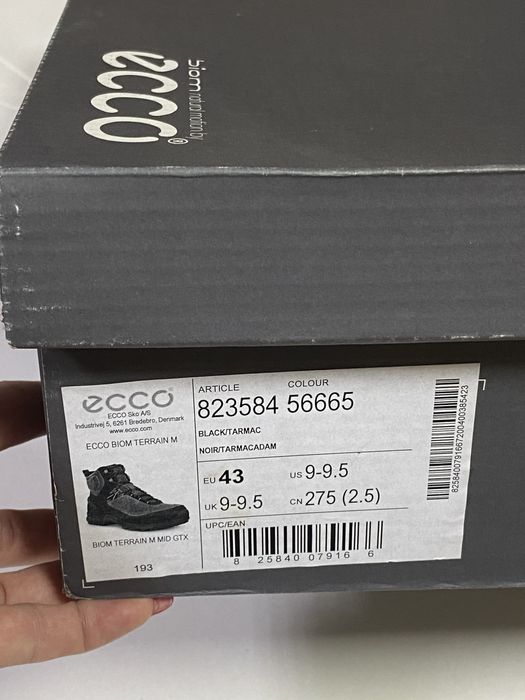 biom natural motion by
ecco®
ecco®
ECCO Sko A/S
Industrivej 5, 6261 Bredebro, Denmark
www.ecco.com
ECCO BIOM TERRAIN M
BIOM TERRAIN M MID GTX
193
ARTICLE COLOUR
823584 56665
BLACK/TARMAC
NOIR/TARMACADAM
EU 43 US 9-9.5
UK 9-9.5 CN 275 (2.5)
UPC/EAN
8 25840 07916 6
8258400791667200400385423